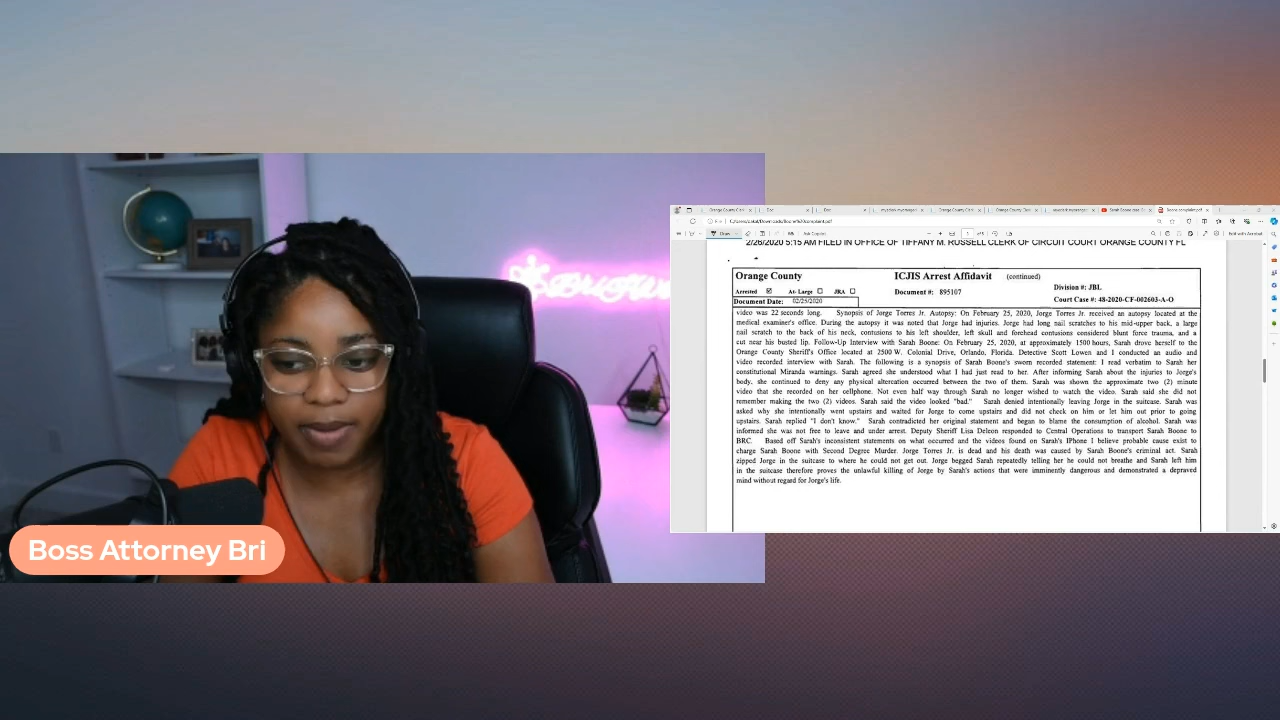 2/26/2020 5:15 AM FILED IN OFFICE OF TIFFANY M. RUSSELL CLERK OF CIRCUIT COURT ORANGE COUNTY FL
Orange County ICJIS Arrest Affidavit (continued)
Division #: JBL
Arrested At- Large JRA Document #: 895107
Court Case #: 48-2020-CF-002603-A-O
Document Date: 02/25/2020
video was 22 seconds long. Synopsis of Jorge Torres Jr. Autopsy: On February 25, 2020, Jorge Torres Jr. received an autopsy located at the
medical examiner's office. During the autopsy it was noted that Jorge had injuries. Jorge had long nail scratches to his mid-upper back, a large
nail scratch to the back of his neck, contusions to his left shoulder, left skull and forehead contusions considered blunt force trauma, and a
cut near his busted lip. Follow-Up Interview with Sarah Boone: On February 25, 2020, at approximately 1500 hours, Sarah drove herself to the
Orange County Sheriff's Office located at 2500 W. Colonial Drive, Orlando, Florida. Detective Scott Lowen and I conducted an audio and
video recorded interview with Sarah. The following is a synopsis of Sarah Boone's sworn recorded statement: I read verbatim to Sarah her
constitutional Miranda warnings. Sarah agreed she understood what I had just read to her. After informing Sarah about the injuries to Jorge's
body, she continued to deny any physical altercation occurred between the two of them. Sarah was shown the approximate two (2) minute
video that she recorded on her cellphone. Not even half way through Sarah no longer wished to watch the video. Sarah said she did not
remember making the two (2) videos. Sarah said the video looked "bad." Sarah denied intentionally leaving Jorge in the suitcase. Sarah was
asked why she intentionally went upstairs and waited for Jorge to come upstairs and did not check on him or let him out prior to going
upstairs. Sarah replied "I don't know." Sarah contradicted her original statement and began to blame the consumption of alcohol. Sarah was
informed she was not free to leave and under arrest. Deputy Sheriff Lisa Deleon responded to Central Operations to transport Sarah Boone to
BRC. Based off Sarah's inconsistent statements on what occurred and the videos found on Sarah's IPhone I believe probable cause exist to
charge Sarah Boone with Second Degree Murder. Jorge Torres Jr. is dead and his death was caused by Sarah Boone's criminal act. Sarah
zipped Jorge in the suitcase to where he could not get out. Jorge begged Sarah repeatedly telling her he could not breathe and Sarah left him
in the suitcase therefore proves the unlawful killing of Jorge by Sarah's actions that were imminently dangerous and demonstrated a depraved
mind without regard for Jorge's life.
Boss Attorney Bri